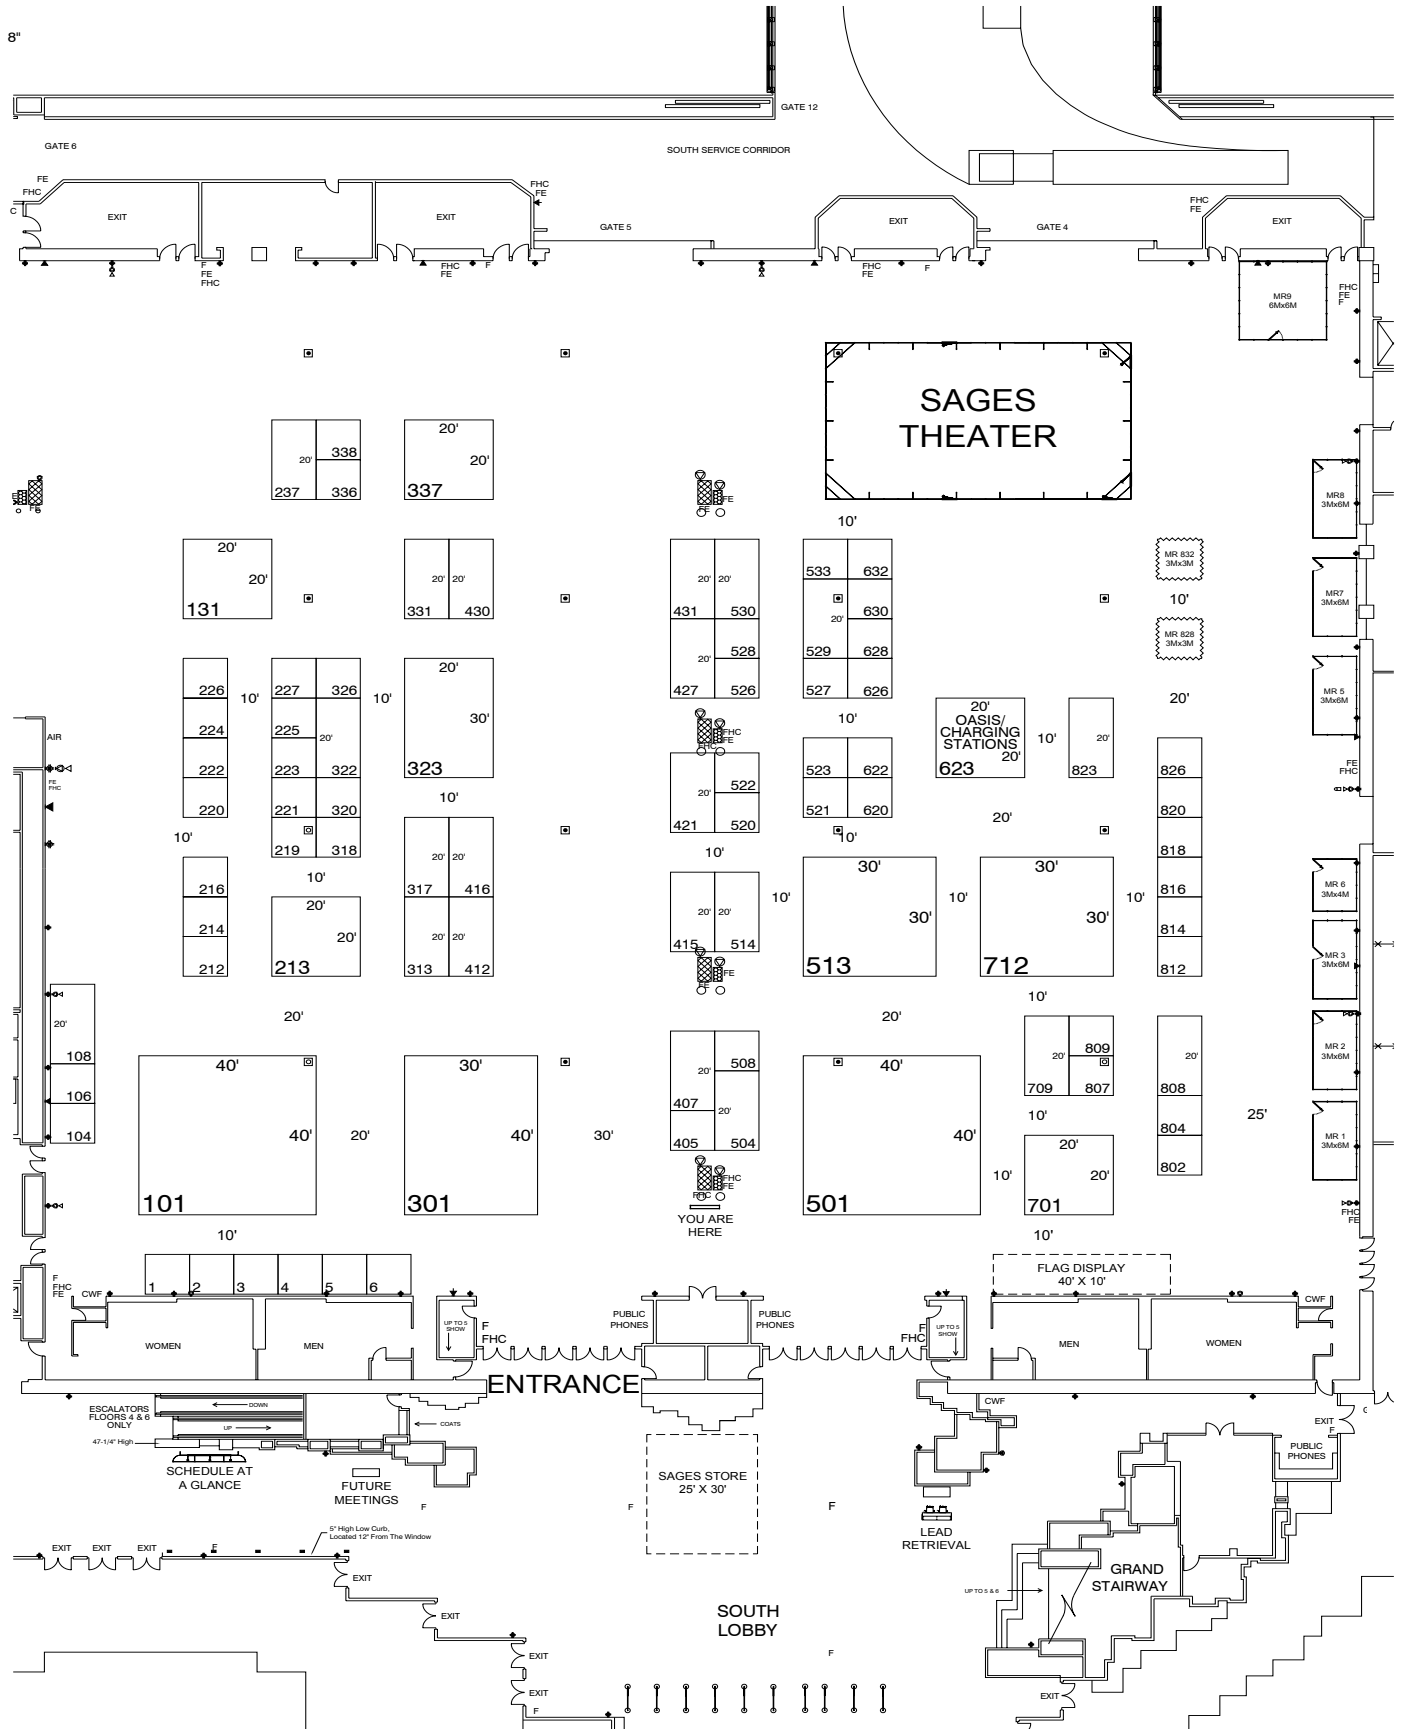 8"
GATE 12
GATE 6
SOUTH SERVICE CORRIDOR
FE
FHC
C
EXIT
EXIT
FHC
FE
GATE 5
EXIT
GATE 4
FHC
FE
EXIT
F
FE
FHC
FHC
FE
F
FHC
FE
F
MR9
6Mx6M
FHC
FE
F
SAGES
THEATER
20'
237
338
336
20'
20'
337
FE
FE
FE
FE
MR8
3Mx6M
10'
20'
20'
131
20'
20'
331
430
20'
20'
431
530
533
632
20'
630
529
628
527
626
MR 832
3Mx3M
10'
MR 828
3Mx3M
MR7
3Mx6M
20'
528
427
526
226
224
222
220
10'
227
326
225
20'
223
322
221
320
219
318
10'
20'
30'
323
10'
10'
20'
MR 5
3Mx6M
20'
OASIS/
CHARGING
STATIONS
20'
623
10'
20'
823
FHC
FE
FHC
AIR
FE
FHC
20'
522
421
520
523
622
521
620
826
820
818
816
814
812
FE
FHC
10'
10'
20'
10'
10'
216
214
212
20'
20'
213
20'
20'
317
416
20'
20'
313
412
20'
20'
415
514
FE
FE
10'
30'
30'
513
10'
30'
30'
712
10'
MR 6
3Mx4M
MR 3
3Mx6M
10'
20'
108
106
104
20'
20'
40'
40'
101
20'
30'
40'
301
30'
20'
508
407
20'
405
504
40'
40'
501
20'
809
709
807
10'
20'
808
804
802
25'
MR 2
3Mx6M
MR 1
3Mx6M
10'
20'
20'
701
FHC
FE
FHC
YOU ARE
HERE
FHC
FE
10'
10'
1
2
3
4
5
6
FLAG DISPLAY
40' X 10'
F
FHC
FE
CWF
WOMEN
MEN
UP TO 5
SHOW
F
FHC
PUBLIC
PHONES
PUBLIC
PHONES
F
FHC
UP TO 5
SHOW
MEN
WOMEN
CWF
ENTRANCE
ESCALATORS
FLOORS 4 & 6
ONLY
DOWN
UP
COATS
47-1/4" High
SCHEDULE AT
A GLANCE
FUTURE
MEETINGS
F
F
SAGES STORE
25' X 30'
F
CWF
LEAD
RETRIEVAL
EXIT
F
PUBLIC
PHONES
5" High Low Curb,
Located 12" From The Window
EXIT
EXIT
EXIT
F
EXIT
EXIT
EXIT
EXIT
F
SOUTH
LOBBY
F
UP TO 5 & 6
GRAND
STAIRWAY
EXIT